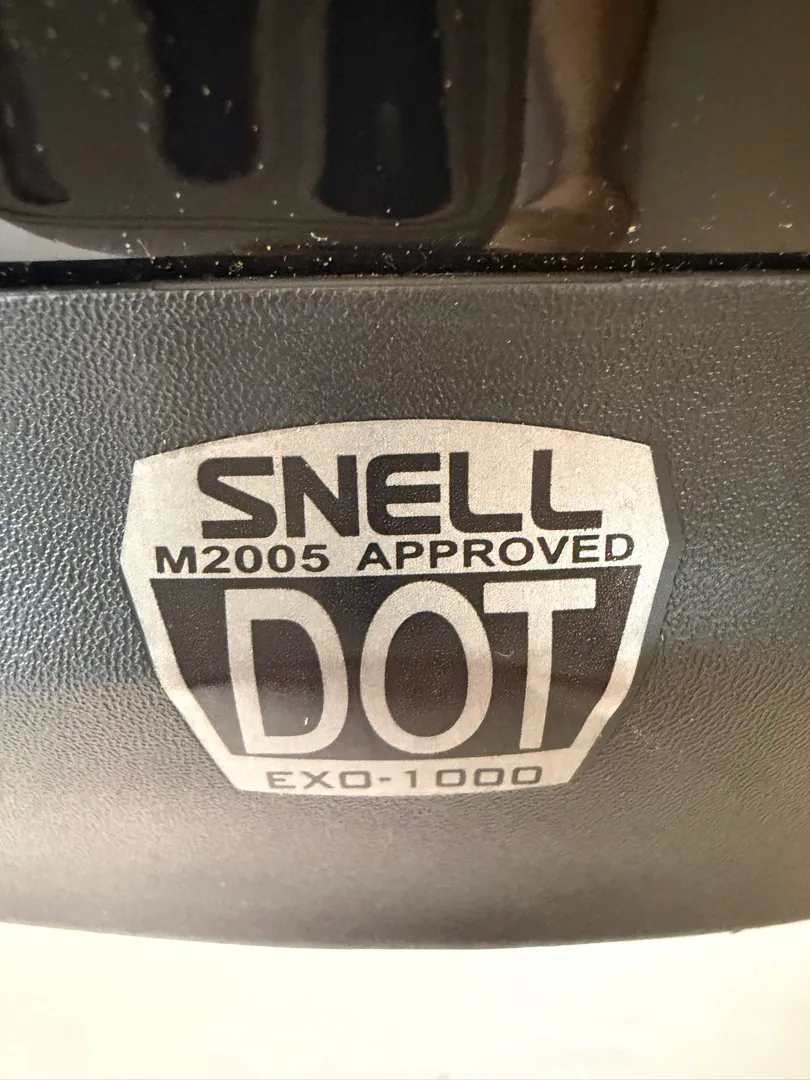 SNELL
M2005 APPROVED
DOT
EXO-1000